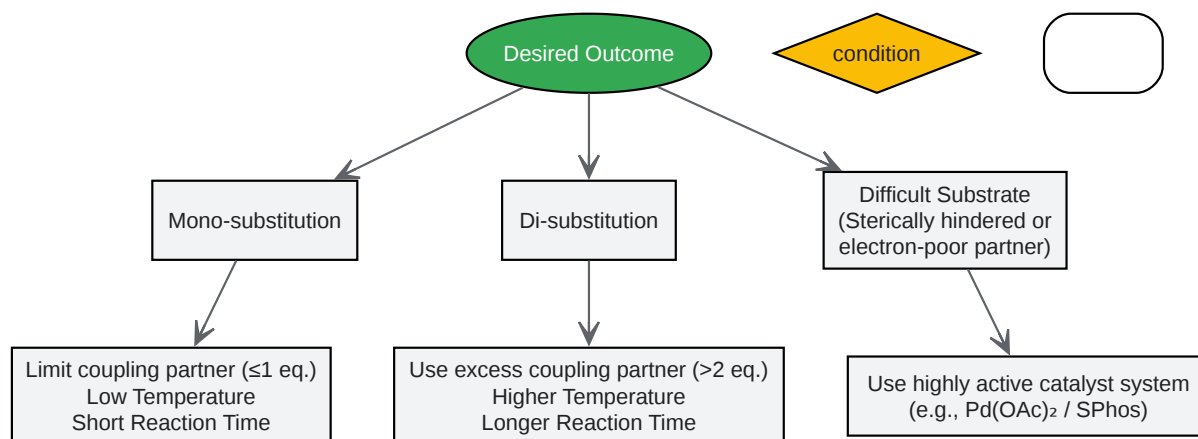 Desired Outcome
condition
Mono-substitution
Di-substitution
Difficult Substrate
(Sterically hindered or
electron-poor partner)
Limit coupling partner (≤1 eq.)
Low Temperature
Short Reaction Time
Use excess coupling partner (>2 eq.)
Higher Temperature
Longer Reaction Time
Use highly active catalyst system
(e.g., Pd(OAc)₂ / SPhos)